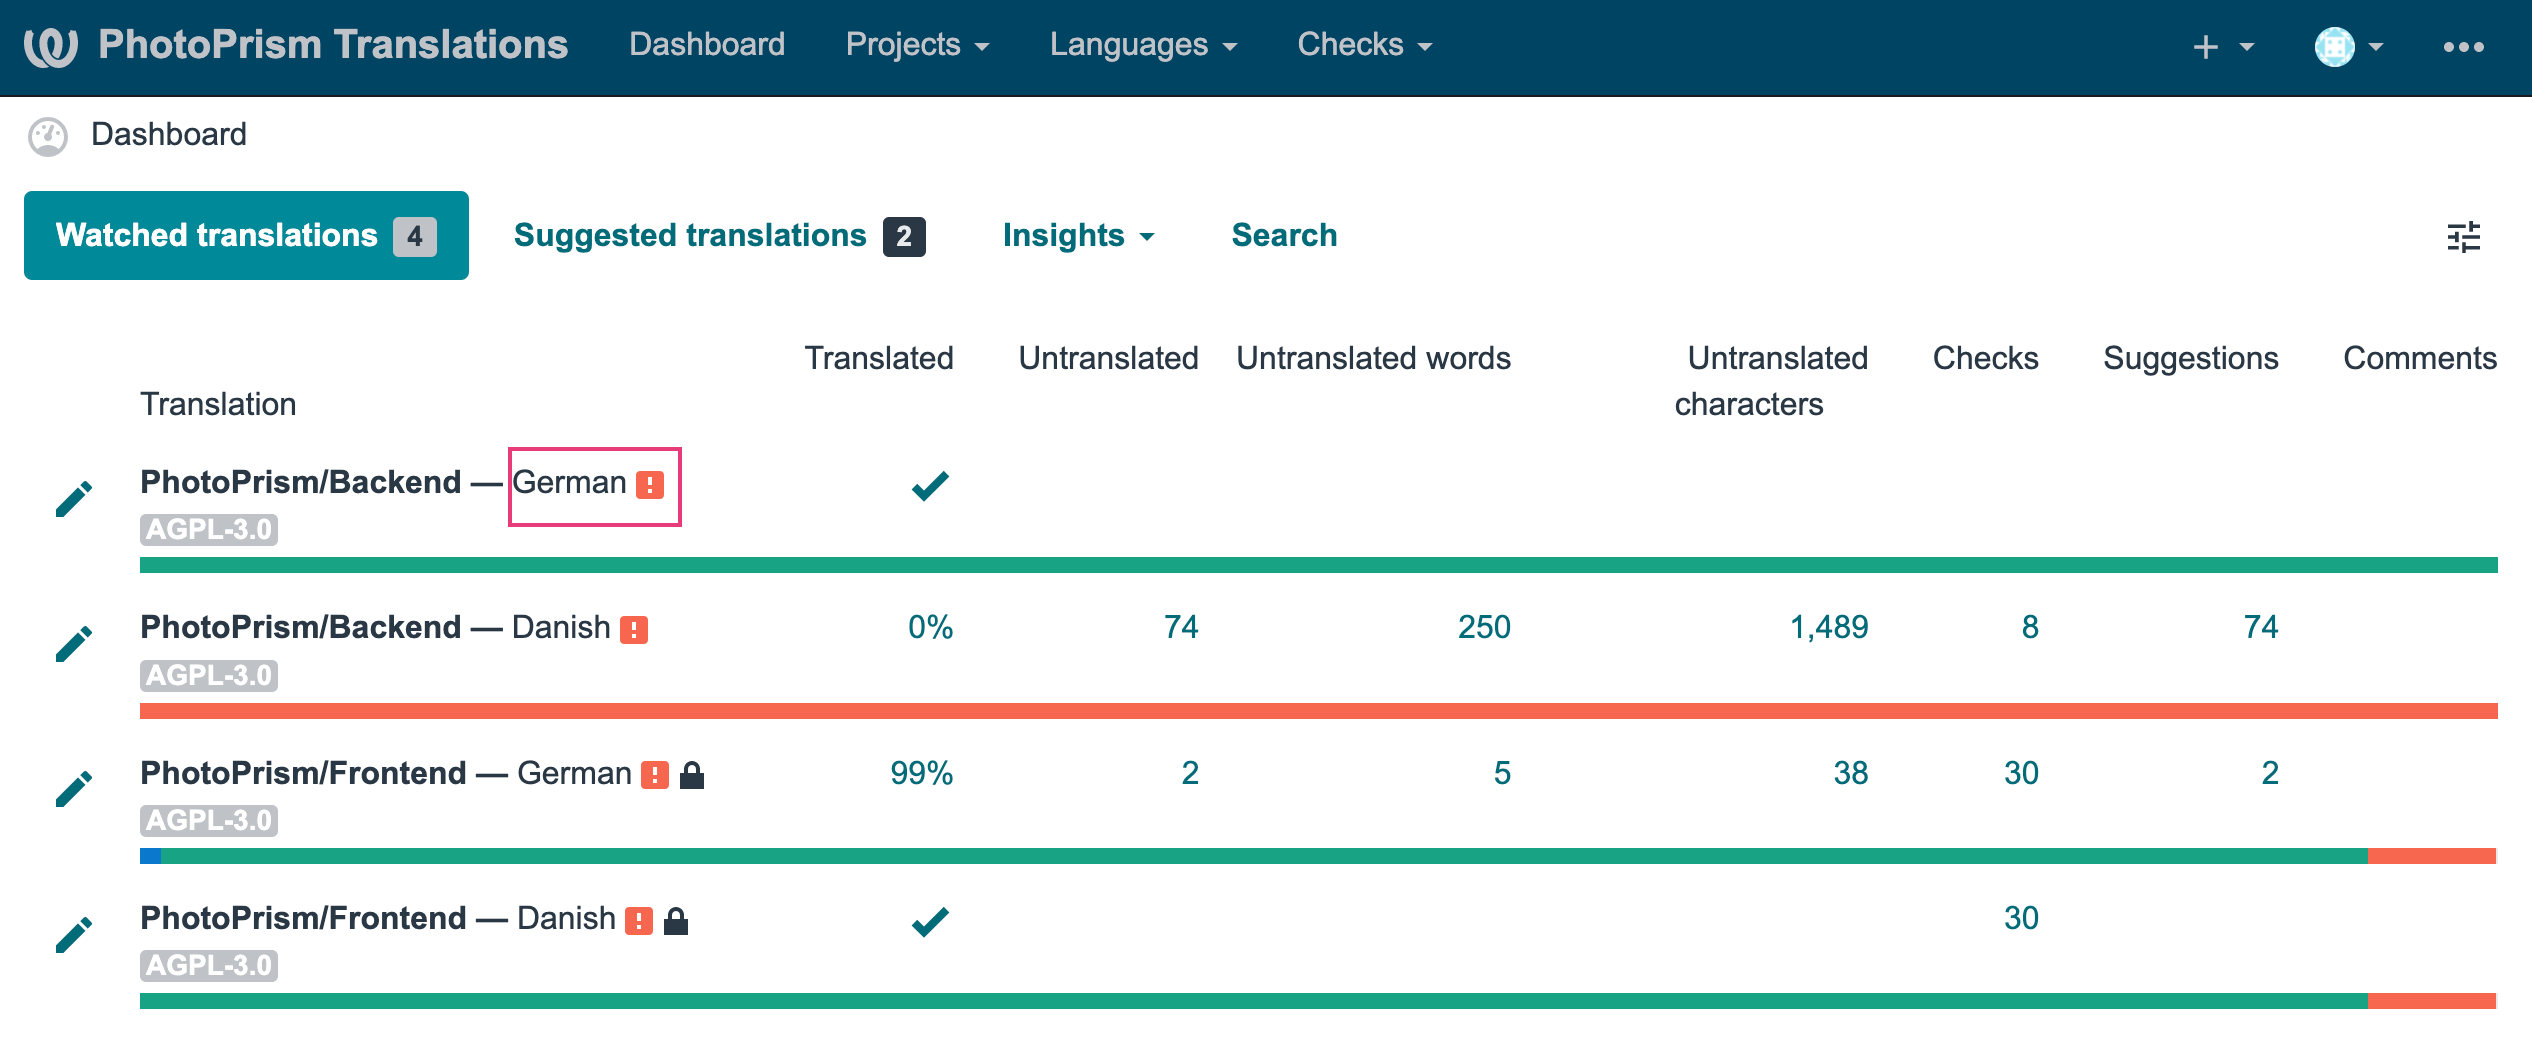 PhotoPrism Translations Dashboard Projects Languages Checks
Dashboard
Watched translations 4 Suggested translations 2 Insights Search
Translated Untranslated Untranslated words Untranslated Checks Suggestions Comments
Translation characters
PhotoPrism/Backend — German
AGPL-3.0
PhotoPrism/Backend — Danish 0% 74 250 1,489 8 74
AGPL-3.0
PhotoPrism/Frontend — German 99% 2 5 38 30 2
AGPL-3.0
PhotoPrism/Frontend — Danish 30
AGPL-3.0